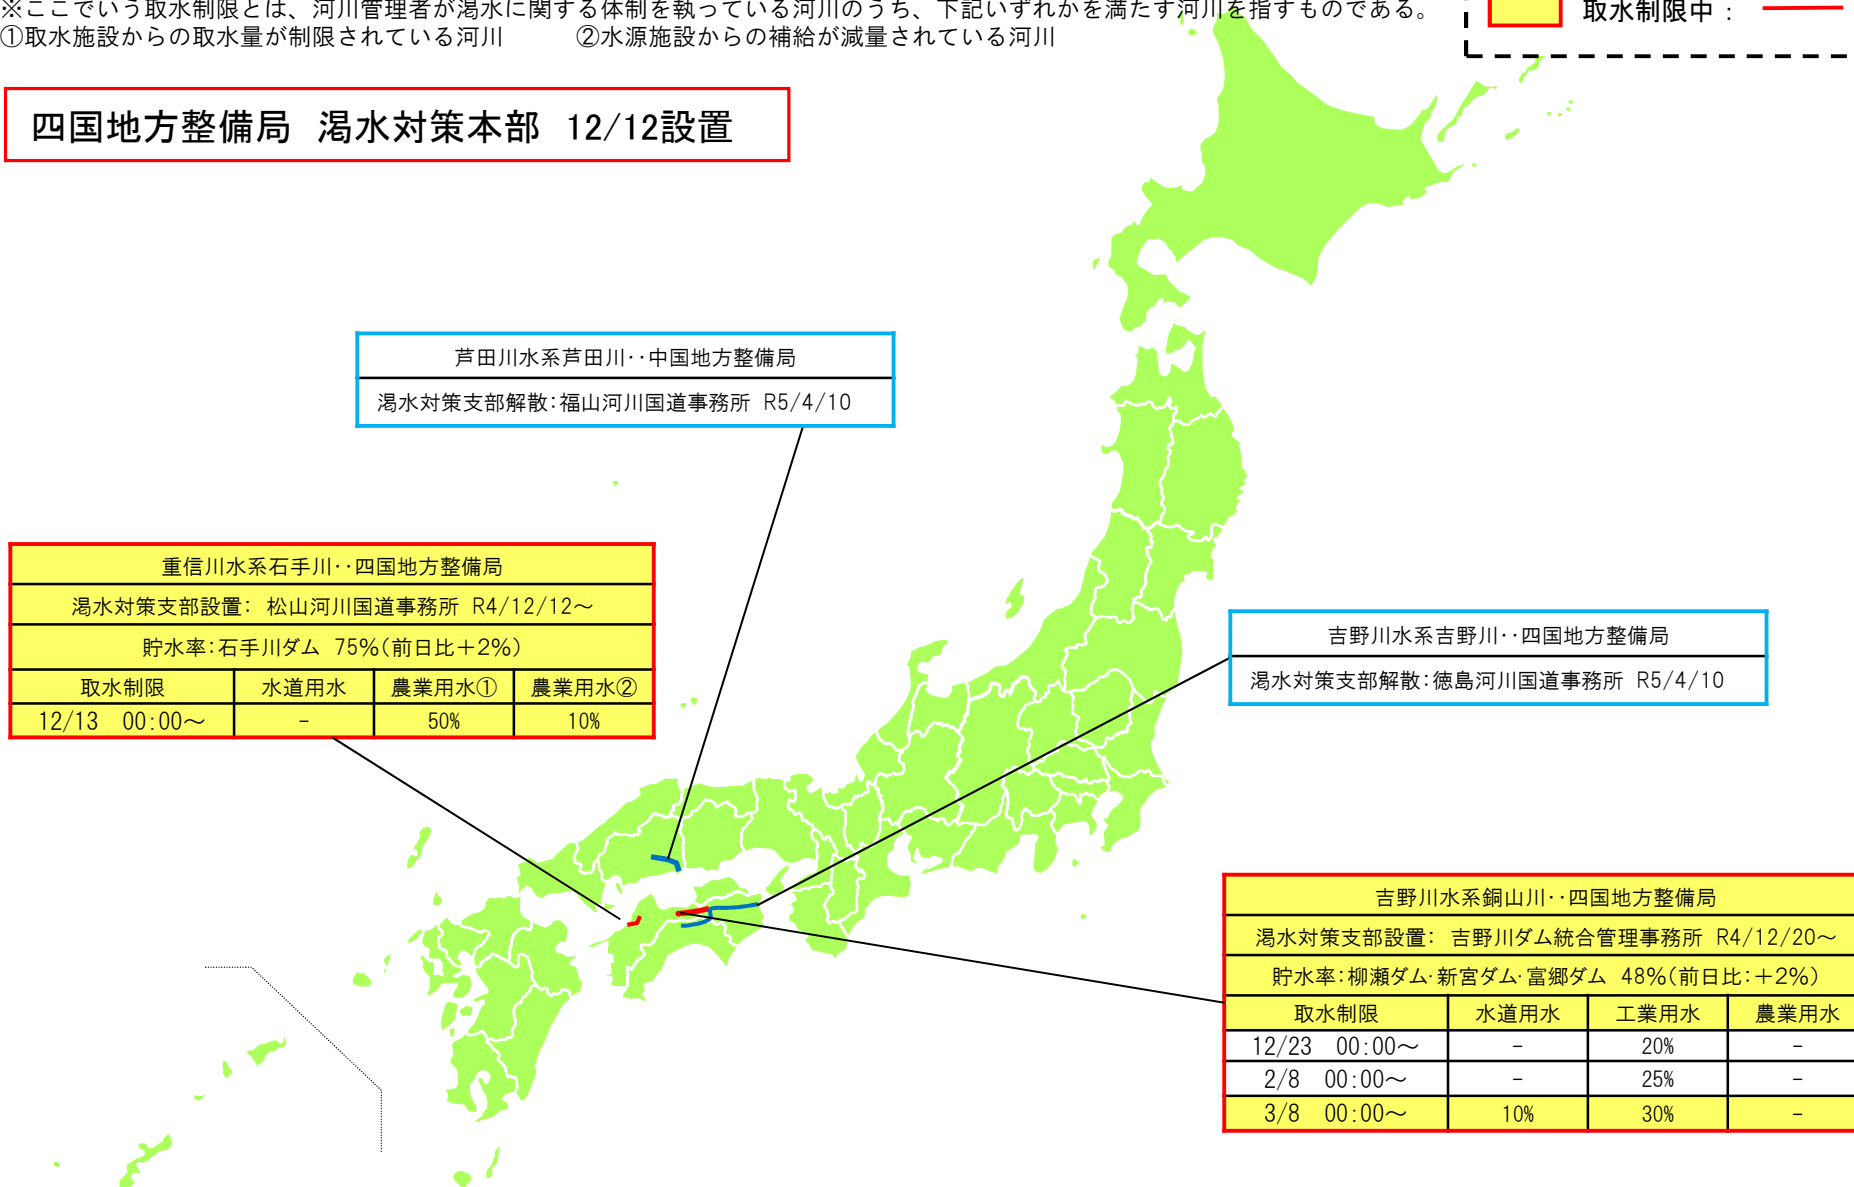 ※ここでいう取水制限とは、河川管理者が渇水に関する体制を執っている河川のうち、下記いずれかを満たす河川を指すものである。
①取水施設からの取水量が制限されている河川　　　②水源施設からの補給が減量されている河川
取水制限中：
四国地方整備局 渇水対策本部 12/12設置
芦田川水系芦田川‥中国地方整備局
渇水対策支部解散：福山河川国道事務所 R5/4/10
重信川水系石手川‥四国地方整備局
渇水対策支部設置： 松山河川国道事務所 R4/12/12～
貯水率：石手川ダム 75%（前日比＋2%）
取水制限 水道用水 農業用水① 農業用水②
12/13 00:00～ － 50% 10%
吉野川水系吉野川‥四国地方整備局
渇水対策支部解散：徳島河川国道事務所 R5/4/10
吉野川水系銅山川‥四国地方整備局
渇水対策支部設置： 吉野川ダム統合管理事務所 R4/12/20～
貯水率：柳瀬ダム・新宮ダム・富郷ダム 48%（前日比：＋2%）
取水制限 水道用水 工業用水 農業用水
12/23 00:00～ － 20% －
2/8 00:00～ － 25% －
3/8 00:00～ 10% 30% －